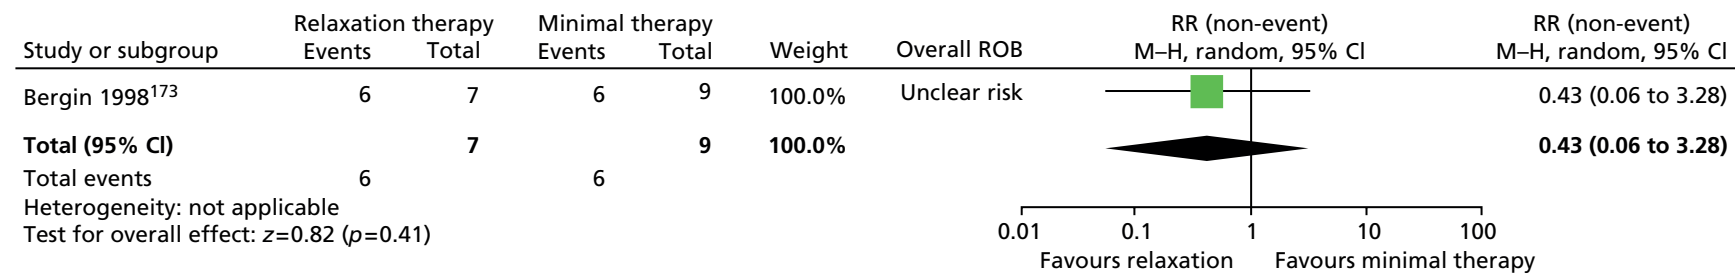 Relaxation therapy Minimal therapy RR (non-event) RR (non-event)
Study or subgroup Events Total Events Total Weight Overall ROB M–H, random, 95% CI M–H, random, 95% CI
Bergin 1998173 6 7 6 9 100.0% Unclear risk 0.43 (0.06 to 3.28)
Total (95% CI) 7 9 100.0% 0.43 (0.06 to 3.28)
Total events 6 6
Heterogeneity: not applicable
Test for overall effect: z=0.82 (p=0.41)
0.01 0.1 1 10 100
Favours relaxation Favours minimal therapy